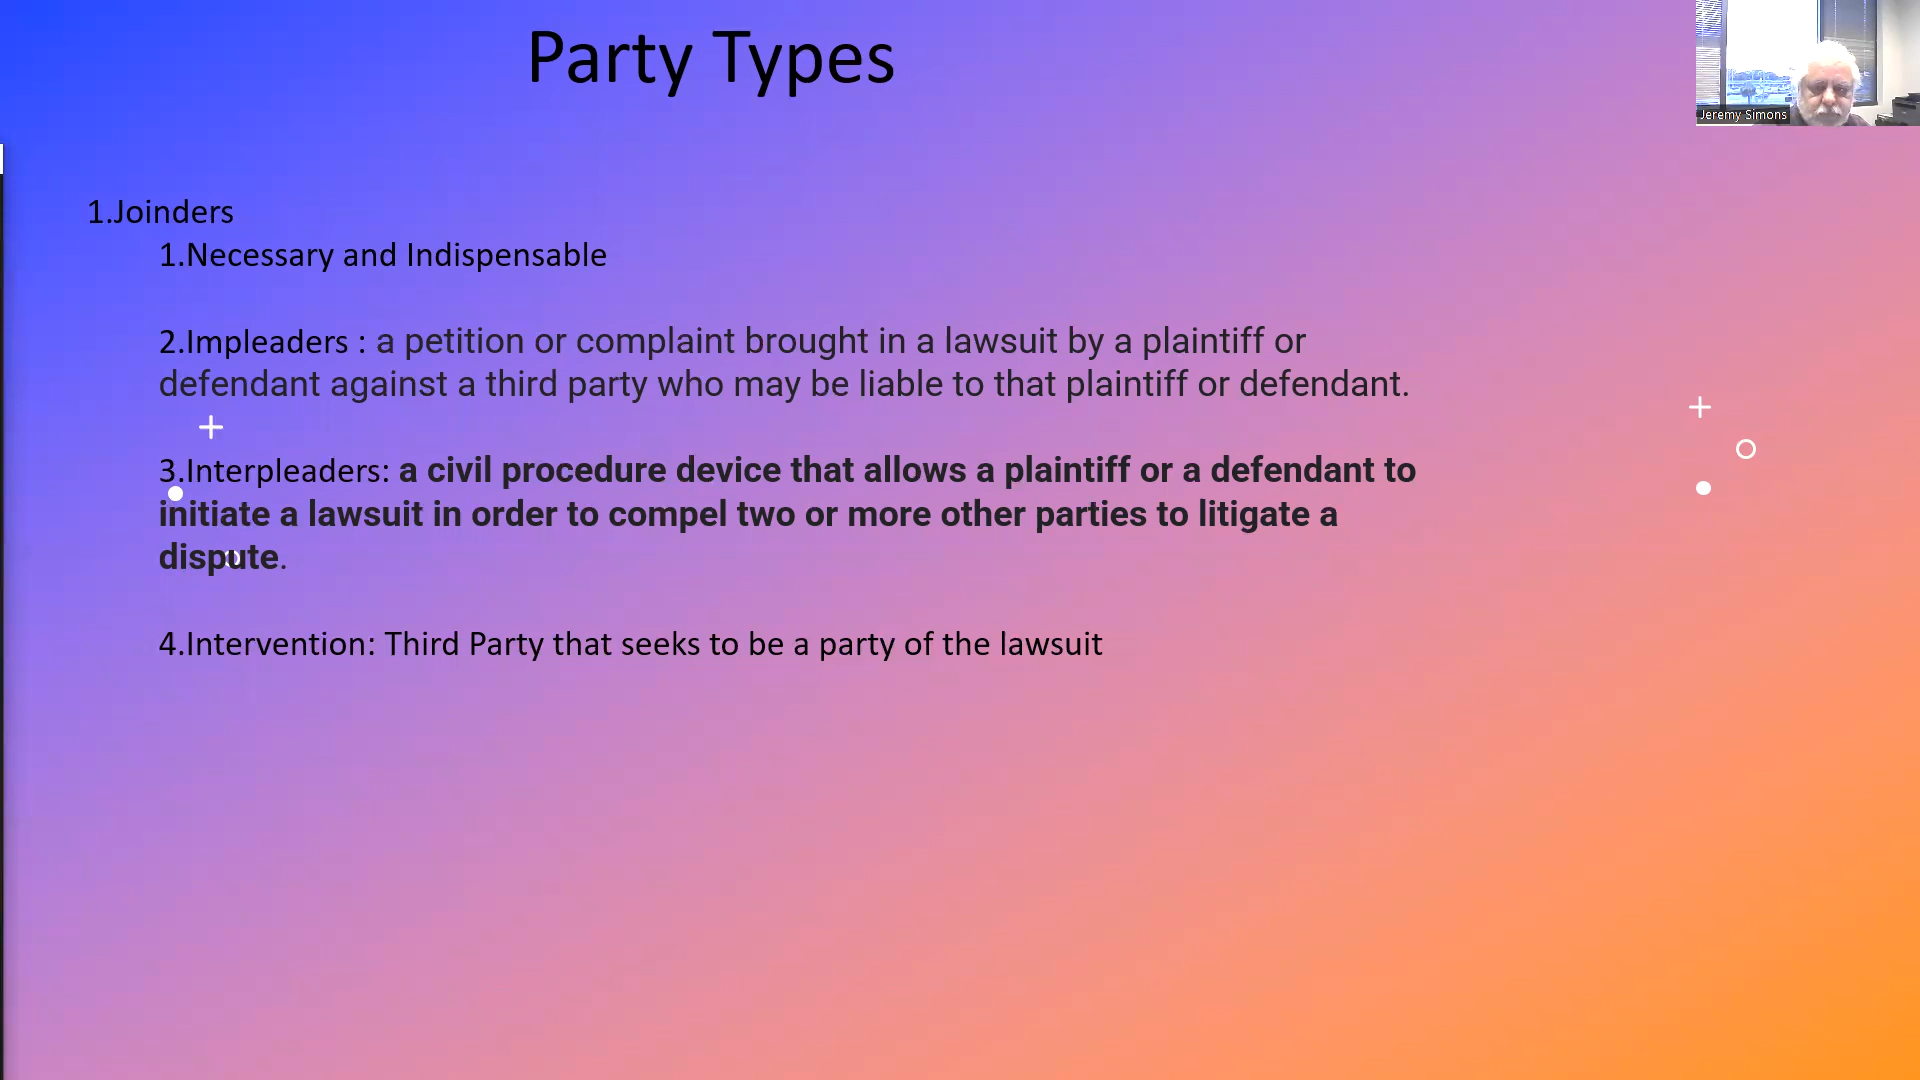 Party Types
Jeremy Simons
1.Joinders
1.Necessary and Indispensable
2.Impleaders : a petition or complaint brought in a lawsuit by a plaintiff or
defendant against a third party who may be liable to that plaintiff or defendant.
3.Interpleaders: a civil procedure device that allows a plaintiff or a defendant to
initiate a lawsuit in order to compel two or more other parties to litigate a
dispute.
4.Intervention: Third Party that seeks to be a party of the lawsuit